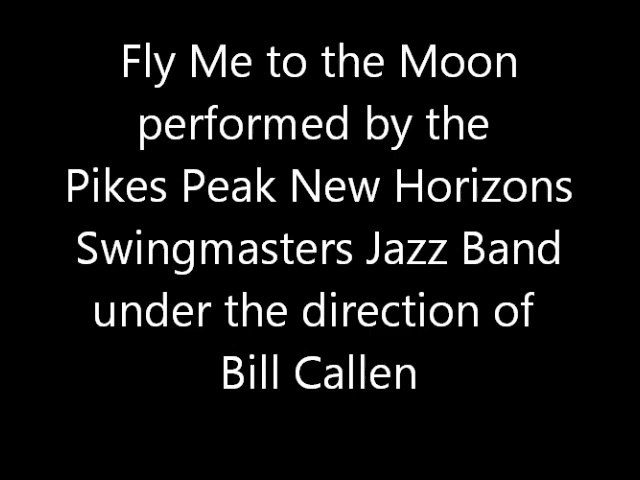 Fly Me to the Moon
performed by the
Pikes Peak New Horizons
Swingmasters Jazz Band
under the direction of
Bill Callen